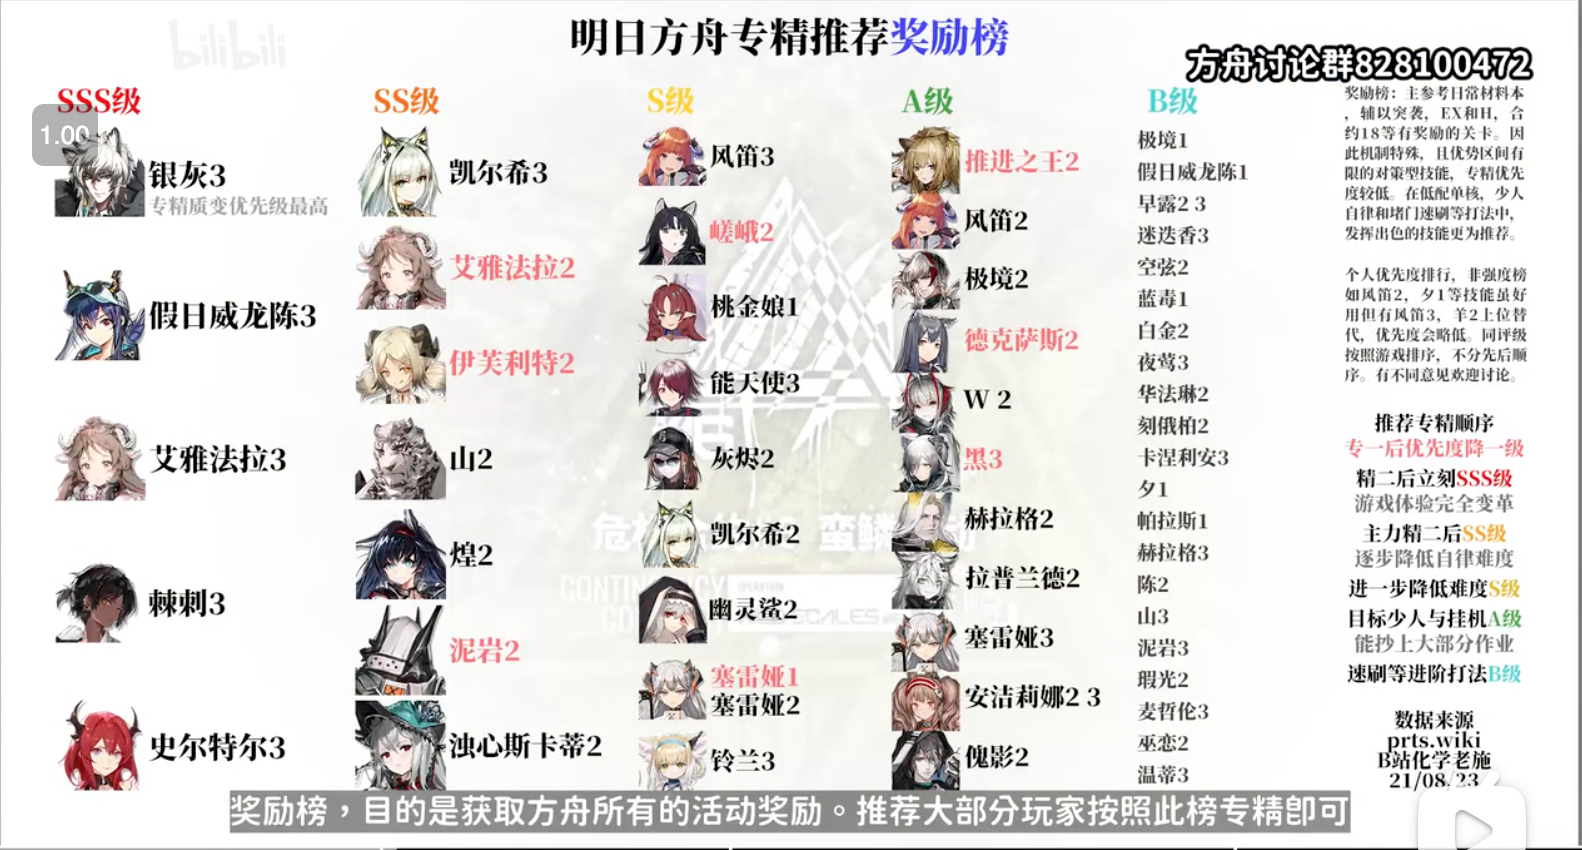 bilibili
明日方舟专精推荐奖励榜
方舟讨论群828100472
1.00
SSS级
银灰3
专精质变优先级最高
假日威龙陈3
艾雅法拉3
棘刺3
史尔特尔3
SS级
凯尔希3
艾雅法拉2
伊芙利特2
山2
煌2
泥岩2
浊心斯卡蒂2
S级
风笛3
嵯峨2
桃金娘1
能天使3
灰烬2
凯尔希2
幽灵鲨2
塞雷娅1
塞雷娅2
铃兰3
A级
推进之王2
风笛2
极境2
德克萨斯2
W 2
黑3
赫拉格2
拉普兰德2
塞雷娅3
安洁莉娜2 3
傀影2
B级
极境1
假日威龙陈1
早露2 3
迷迭香3
空弦2
蓝毒1
白金2
夜莺3
华法琳2
刻俄柏2
卡涅利安3
夕1
帕拉斯1
赫拉格3
陈2
山3
泥岩3
瑕光2
麦哲伦3
巫恋2
温蒂3
奖励榜：主参考日常材料本
，辅以突袭，EX和H，合
约18等有奖励的关卡。因
此机制特殊，且优势区间有
限的对策型技能，专精优先
度较低。在低配单核，少人
自律和堵门速刷等打法中，
发挥出色的技能更为推荐。
个人优先度排行，非强度榜
如风笛2，夕1等技能虽好
用但有风笛3，羊2上位替
代，优先度会略低。同评级
按照游戏排序，不分先后顺
序。有不同意见欢迎讨论。
推荐专精顺序
专一后优先度降一级
精二后立刻SSS级
游戏体验完全变革
主力精二后SS级
逐步降低自律难度
进一步降低难度S级
目标少人与挂机A级
能抄上大部分作业
速刷等进阶打法B级
数据来源
prts.wiki
B站化学老施
21/08/23
奖励榜，目的是获取方舟所有的活动奖励。推荐大部分玩家按照此榜专精即可